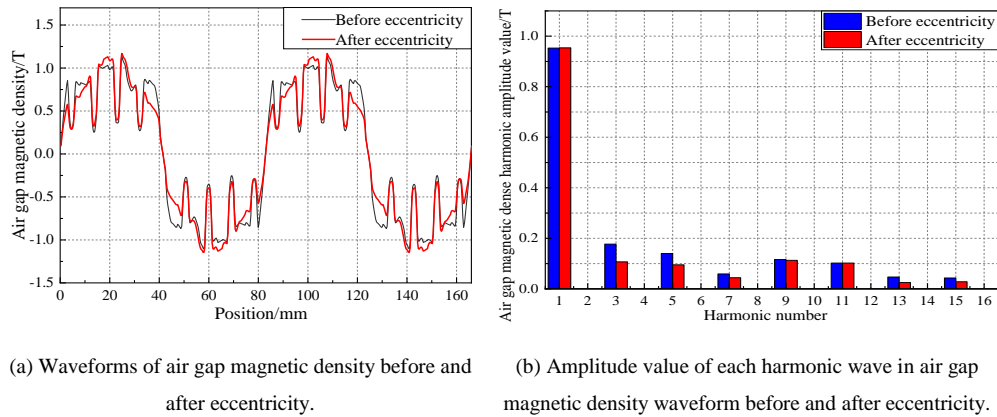 Before eccentricity
After eccentricity
Air gap magnetic density/T
1.5
1.0
0.5
0.0
-0.5
-1.0
-1.5
0 20 40 60 80 100 120 140 160
Position/mm
Before eccentricity
After eccentricity
Air gap magnetic dense harmonic amplitude value/T
1.0
0.8
0.6
0.4
0.2
0.0
1 2 3 4 5 6 7 8 9 10 11 12 13 14 15 16
Harmonic number
(a) Waveforms of air gap magnetic density before and
after eccentricity.
(b) Amplitude value of each harmonic wave in air gap
magnetic density waveform before and after eccentricity.